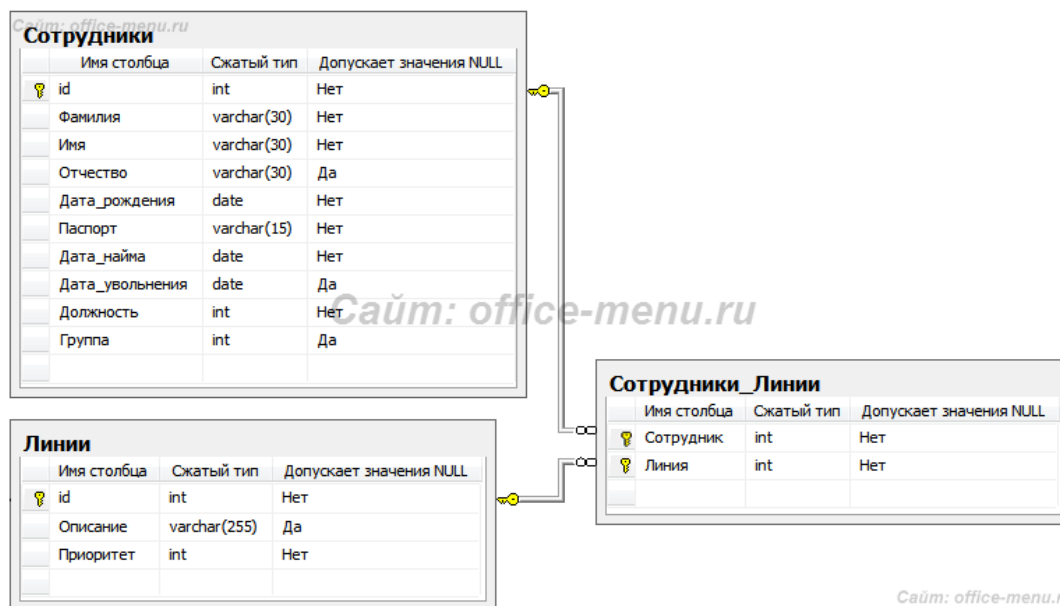 Сайт: office-menu.ru
Сотрудники
Имя столбца Сжатый тип Допускает значения NULL
id int Нет
Фамилия varchar(30) Нет
Имя varchar(30) Нет
Отчество varchar(30) Да
Дата_рождения date Нет
Паспорт varchar(15) Нет
Дата_найма date Нет
Дата_увольнения date Да
Должность int Нет
Группа int Да
Сайт: office-menu.ru
Сотрудники_Линии
Имя столбца Сжатый тип Допускает значения NULL
Сотрудник int Нет
Линия int Нет
Линии
Имя столбца Сжатый тип Допускает значения NULL
id int Нет
Описание varchar(255) Да
Приоритет int Нет
Сайт: office-menu.r